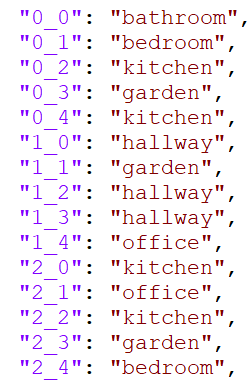 "0_0": "bathroom",
"0_1": "bedroom",
"0_2": "kitchen",
"0_3": "garden",
"0_4": "kitchen",
"1_0": "hallway",
"1_1": "garden",
"1_2": "hallway",
"1_3": "hallway",
"1_4": "office",
"2_0": "kitchen",
"2_1": "office",
"2_2": "kitchen",
"2_3": "garden",
"2_4": "bedroom",